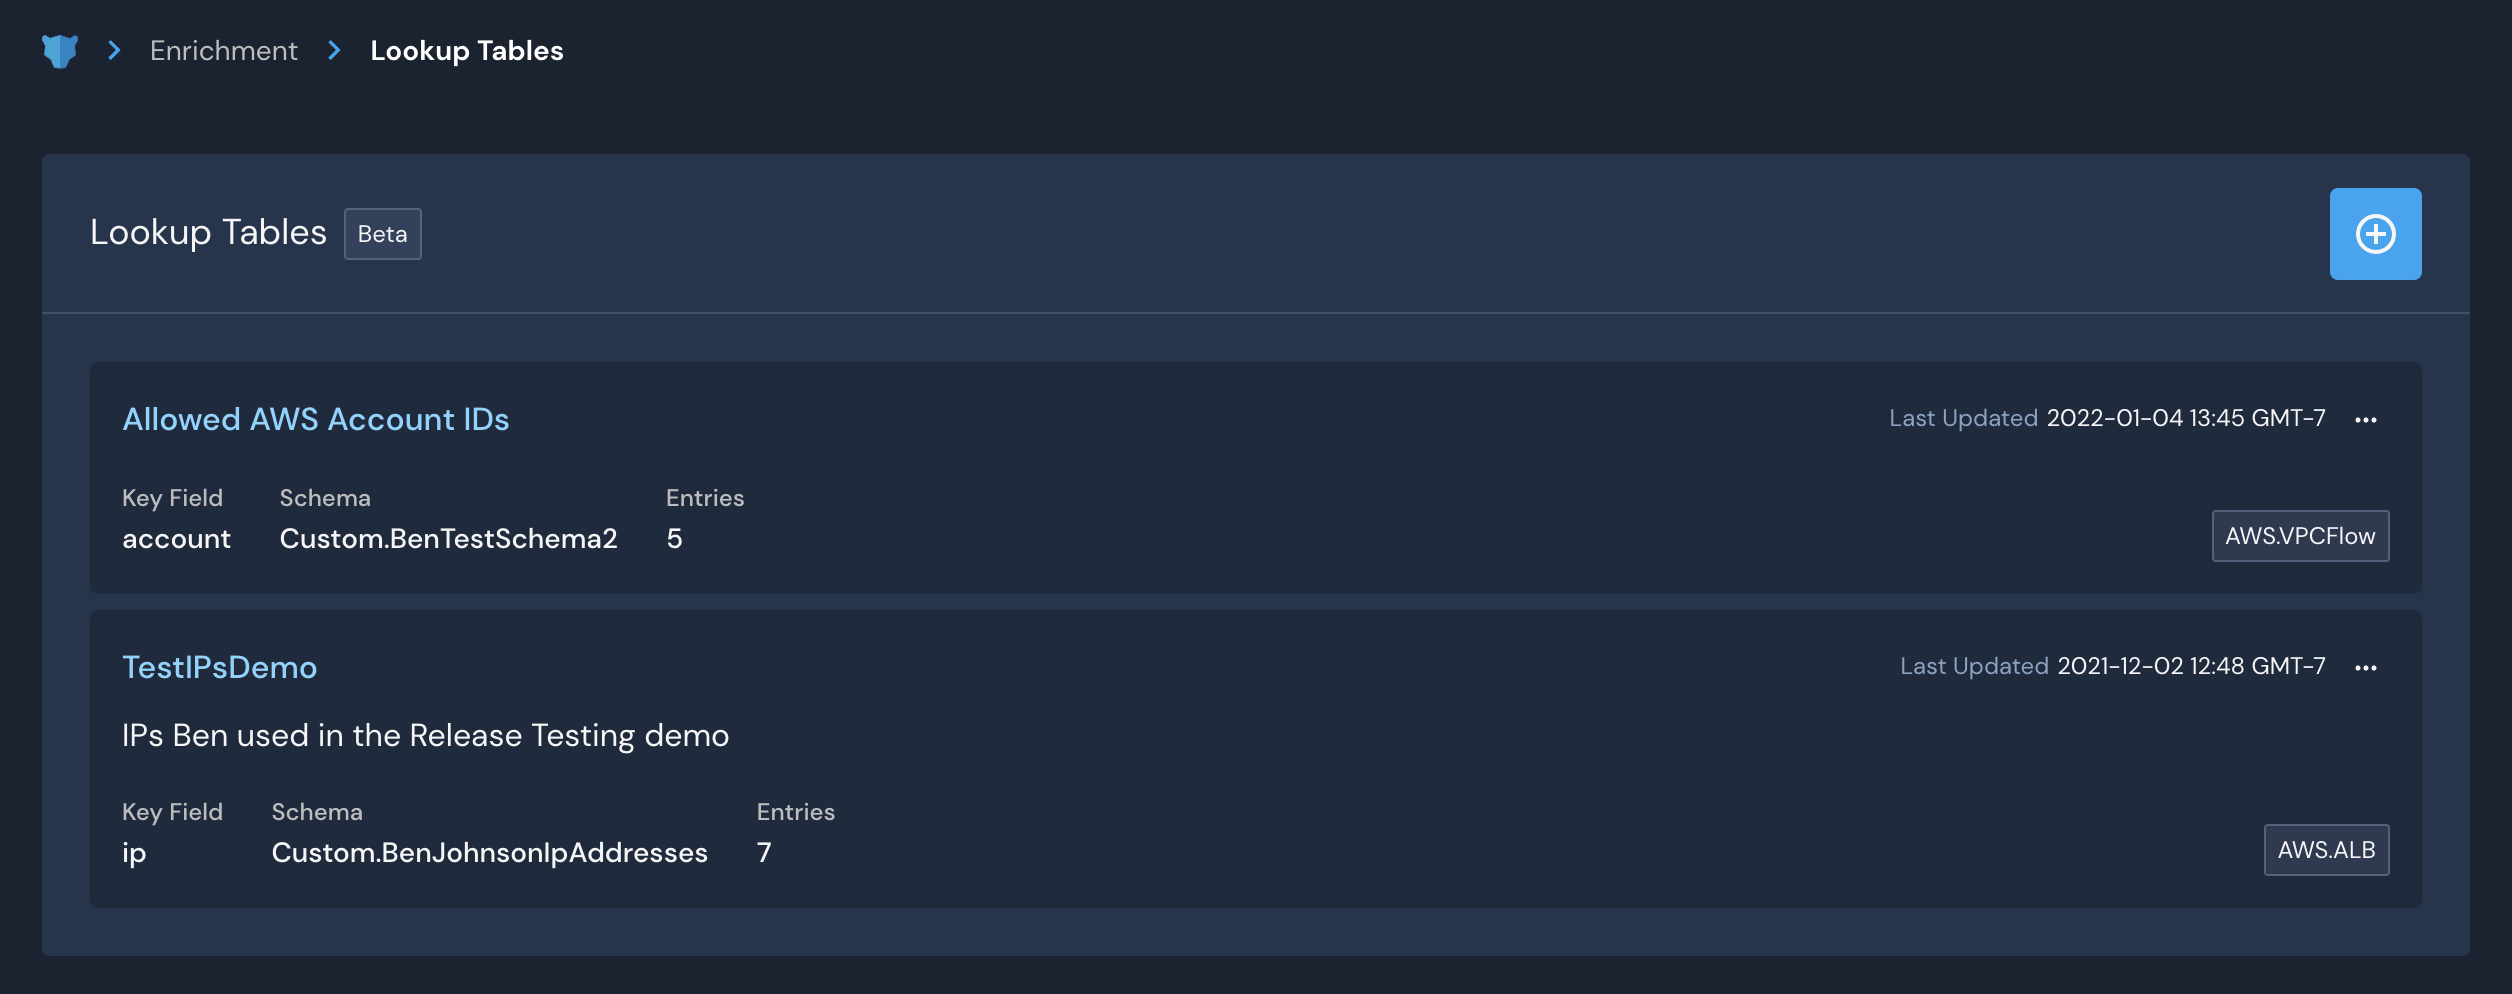 Enrichment Lookup Tables
Lookup Tables Beta
Allowed AWS Account IDs Last Updated 2022-01-04 13:45 GMT-7 ...
Key Field Schema Entries
account Custom.BenTestSchema2 5
AWS.VPCFlow
TestIPsDemo Last Updated 2021-12-02 12:48 GMT-7 ...
IPs Ben used in the Release Testing demo
Key Field Schema Entries
ip Custom.BenJohnsonIpAddresses 7
AWS.ALB